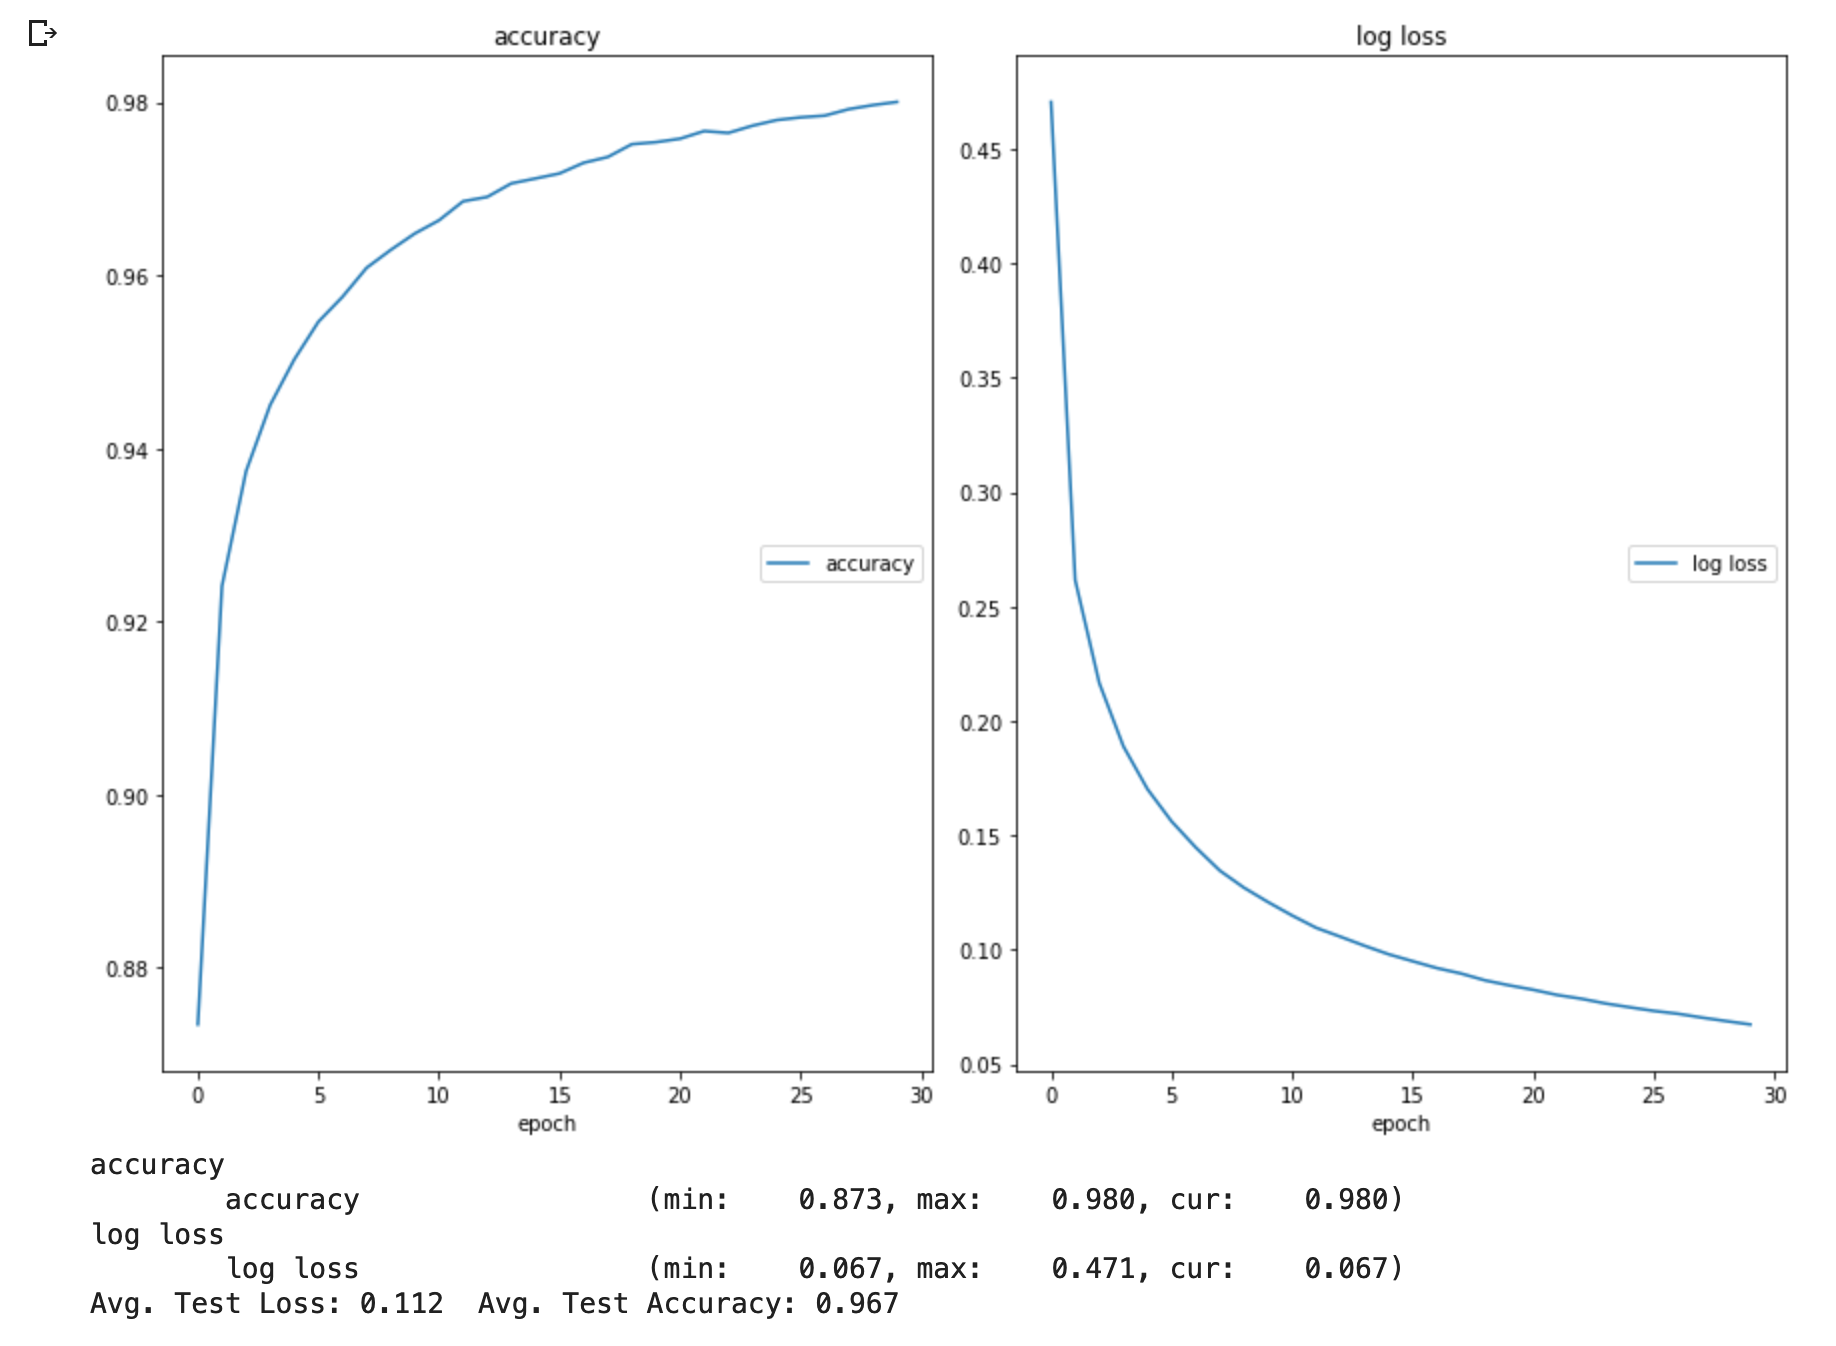 accuracy
0.98
0.96
0.94
0.92
0.90
0.88
accuracy
0 5 10 15 20 25 30
epoch
log loss
0.45
0.40
0.35
0.30
0.25
0.20
0.15
0.10
0.05
log loss
0 5 10 15 20 25 30
epoch
accuracy
accuracy (min: 0.873, max: 0.980, cur: 0.980)
log loss
log loss (min: 0.067, max: 0.471, cur: 0.067)
Avg. Test Loss: 0.112 Avg. Test Accuracy: 0.967